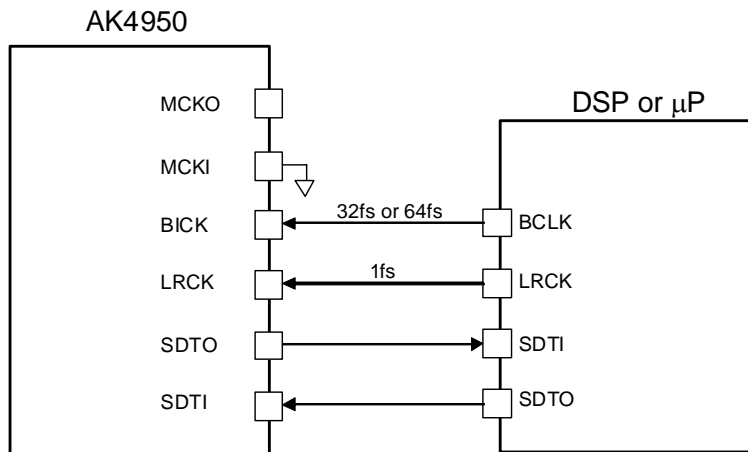 AK4950
DSP or μP
MCKO
MCKI
BICK
32fs or 64fs
BCLK
LRCK
1fs
LRCK
SDTO
SDTI
SDTI
SDTO